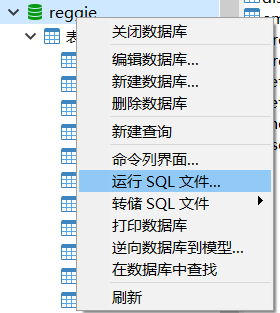 reggie
表
关闭数据库
编辑数据库...
新建数据库...
删除数据库
新建查询
命令列界面...
运行 SQL 文件...
转储 SQL 文件
打印数据库
逆向数据库到模型...
在数据库中查找
刷新